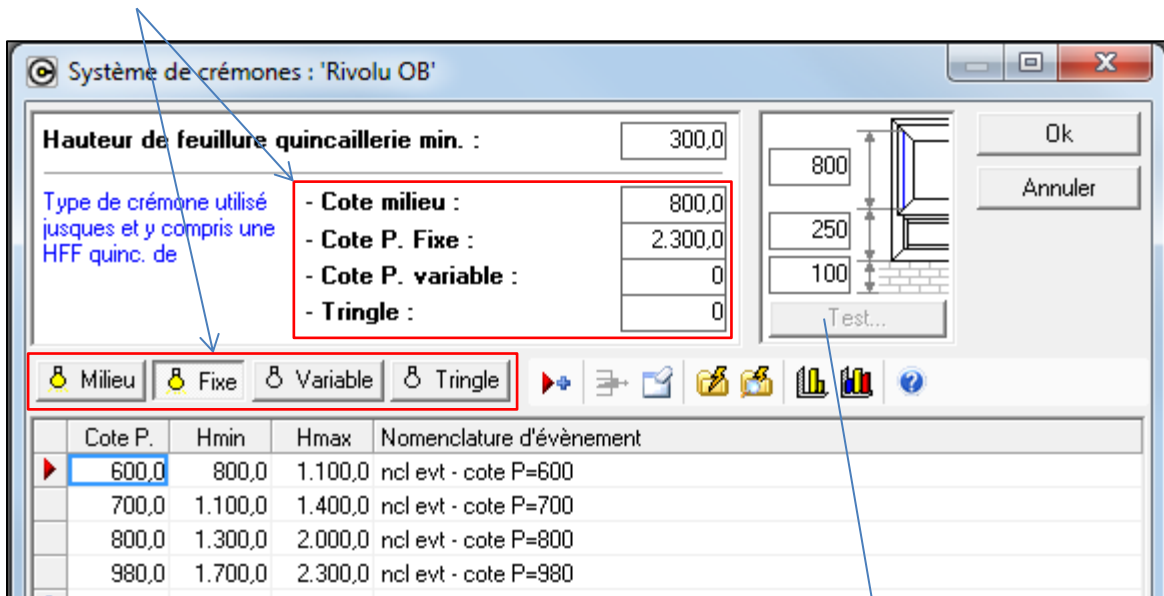 Système de crémones : 'Rivolu OB'
Hauteur de feuillure quincaillerie min. : 300,0
Type de crémone utilisé
jusques et y compris une
HFF quinc. de
- Cote milieu : 800,0
- Cote P. Fixe : 2.300,0
- Cote P. variable : 0
- Tringle : 0
800
250
100
Test...
Ok
Annuler
Milieu Fixe Variable Tringle
Cote P. Hmin Hmax Nomenclature d'évènement
600,0 800,0 1.100,0 ncl evt - cote P=600
700,0 1.100,0 1.400,0 ncl evt - cote P=700
800,0 1.300,0 2.000,0 ncl evt - cote P=800
980,0 1.700,0 2.300,0 ncl evt - cote P=980